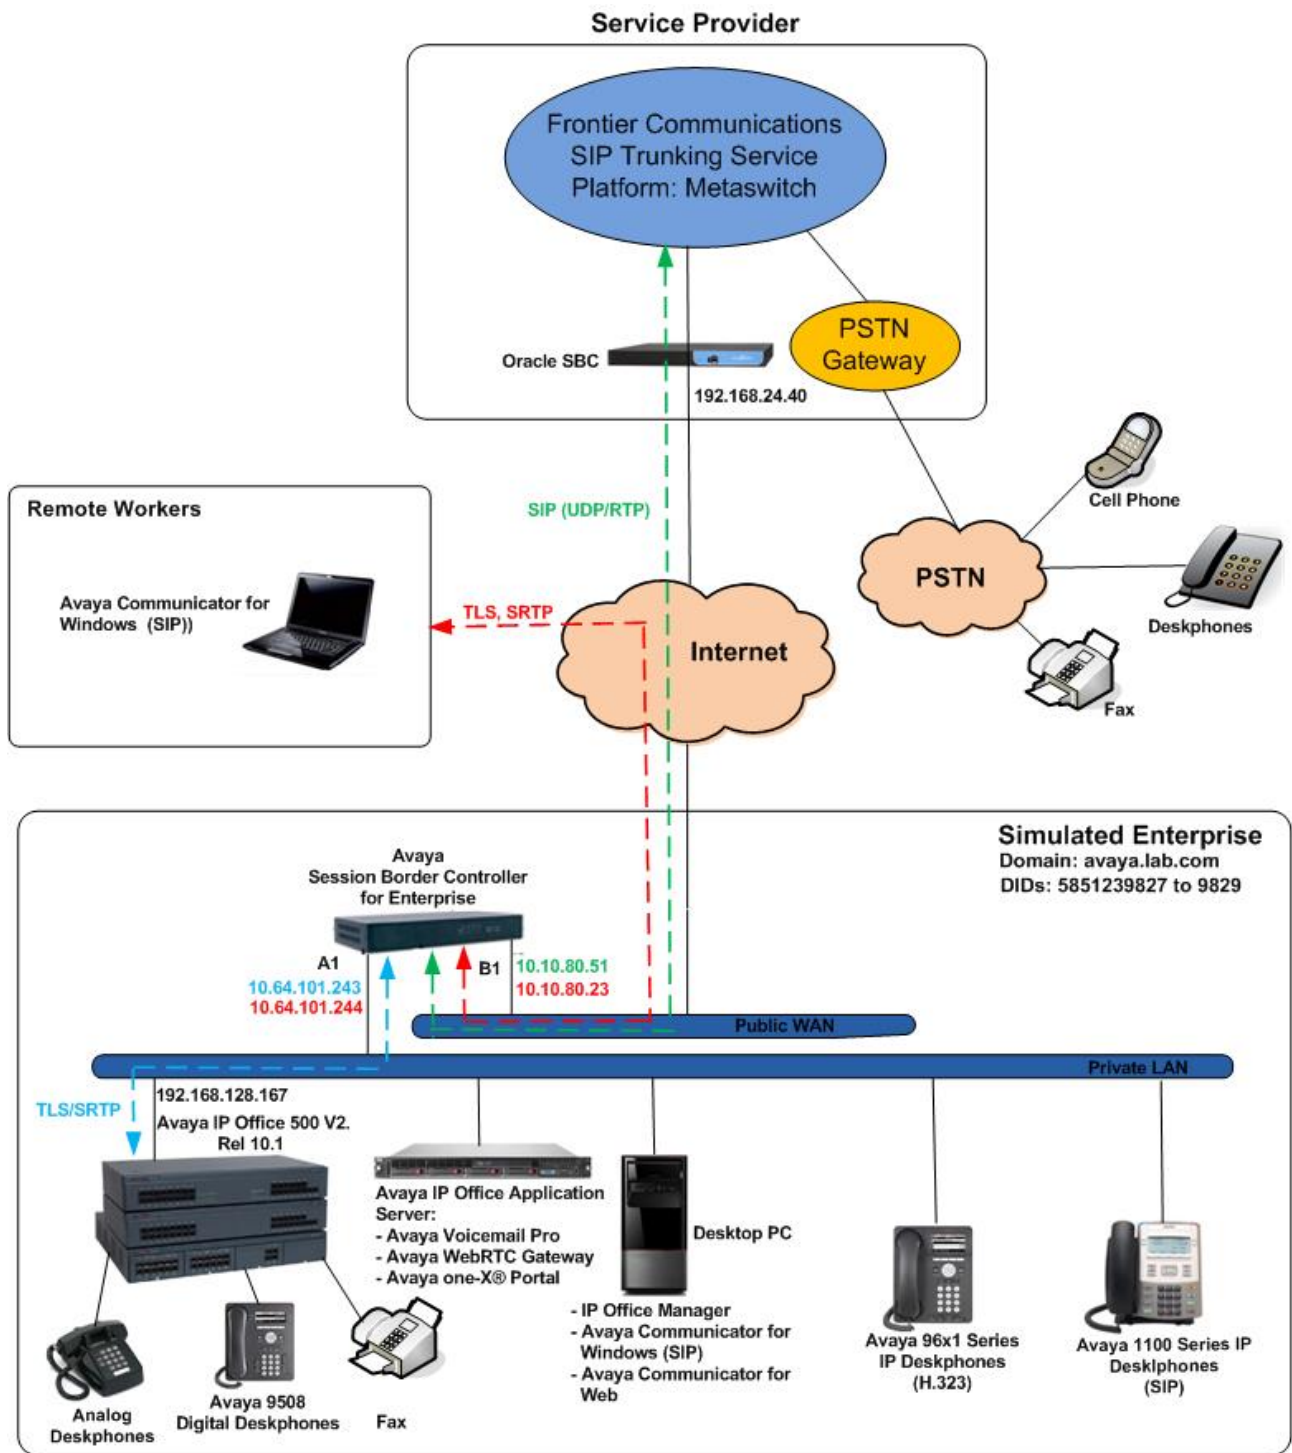 Service Provider
Frontier Communications
SIP Trunking Service
Platform: Metaswitch
PSTN
Gateway
Oracle SBC
192.168.24.40
Cell Phone
SIP (UDP/RTP)
Remote Workers
PSTN
Avaya Communicator for
Windows (SIP))
TLS, SRTP
Deskphones
Internet
Fax
Simulated Enterprise
Domain: avaya.lab.com
DIDs: 5851239827 to 9829
Avaya
Session Border Controller
for Enterprise
A1
B1
10.10.80.51
10.64.101.243
10.10.80.23
10.64.101.244
Public WAN
Private LAN
192.168.128.167
TLS/SRTP
Avaya IP Office 500 V2.
Rel 10.1
Avaya IP Office Application
Server:
- Avaya Voicemail Pro
- Avaya WebRTC Gateway
- Avaya one-X® Portal
Desktop PC
- IP Office Manager
- Avaya Communicator for
Windows (SIP)
- Avaya Communicator for
Web
Avaya 96x1 Series
IP Deskphones
(H.323)
Avaya 1100 Series IP
Desklphones
(SIP)
Analog
Deskphones
Avaya 9508
Digital Deskphones
Fax